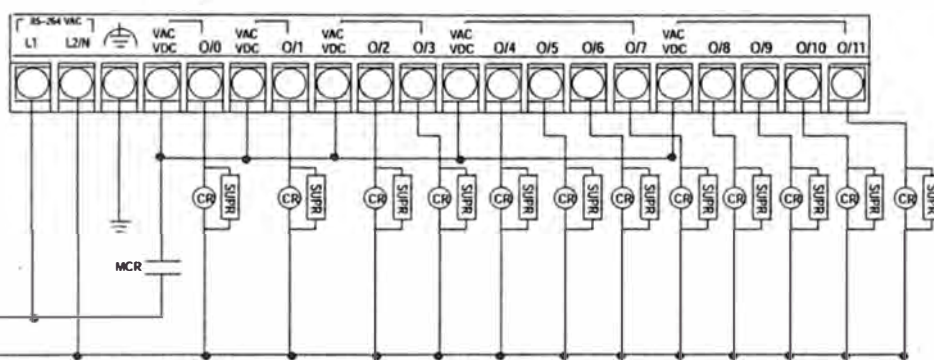 85-264 VAC
L1 L2/N VAC VDC O/0 VAC VDC O/1 VAC VDC O/2 O/3 VAC VDC O/4 O/5 O/6 O/7 VAC VDC O/8 O/9 O/10 O/11
CR SUPR CR SUPR CR SUPR CR SUPR CR SUPR CR SUPR CR SUPR CR SUPR CR SUPR CR SUPR CR SUPR CR SUPR
MCR